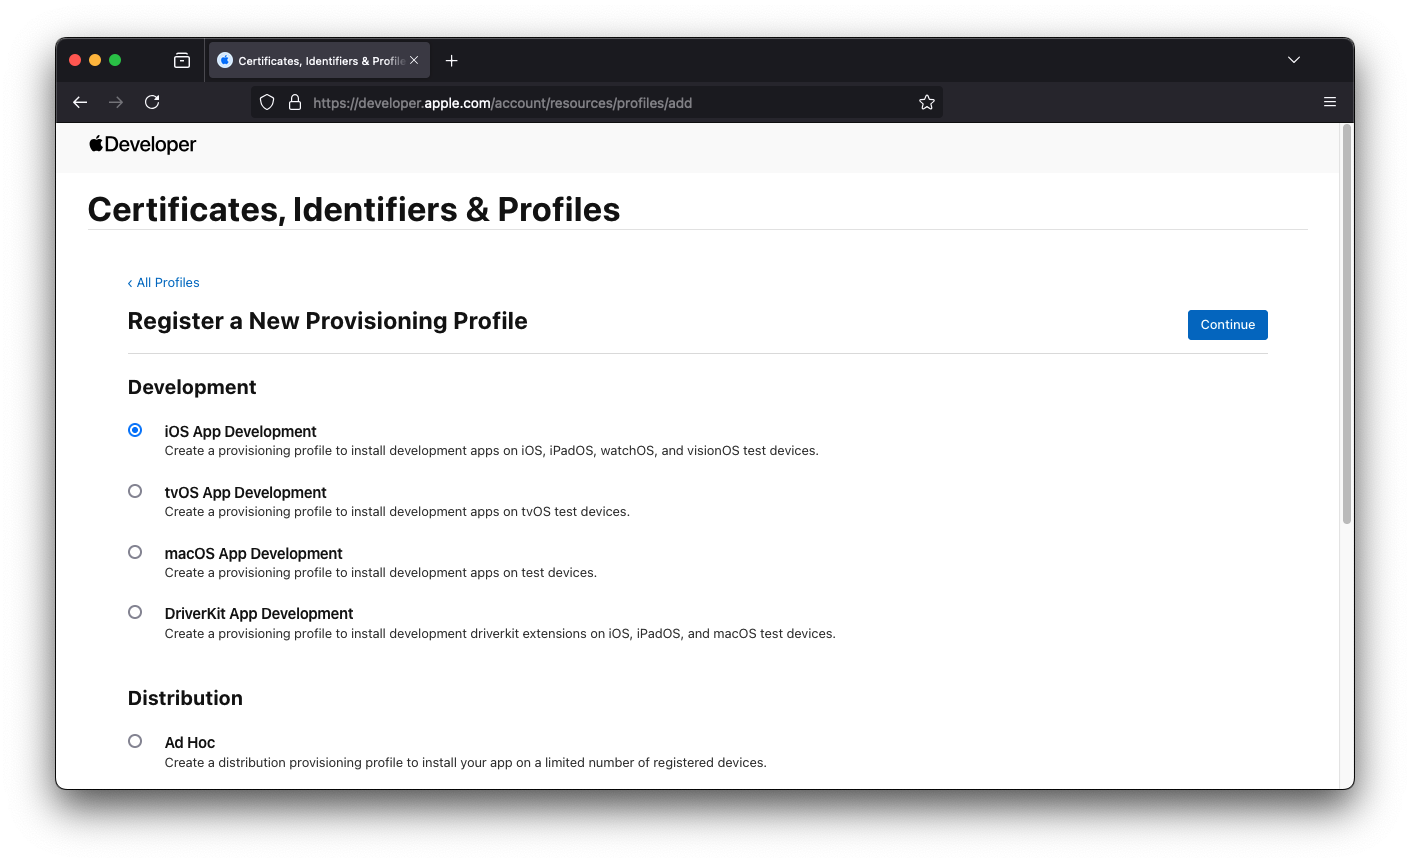 Certificates, Identifiers & Profile
https://developer.apple.com/account/resources/profiles/add
Developer
Certificates, Identifiers & Profiles
‹ All Profiles
Register a New Provisioning Profile
Continue
Development
iOS App Development
Create a provisioning profile to install development apps on iOS, iPadOS, watchOS, and visionOS test devices.
tvOS App Development
Create a provisioning profile to install development apps on tvOS test devices.
macOS App Development
Create a provisioning profile to install development apps on test devices.
DriverKit App Development
Create a provisioning profile to install development driverkit extensions on iOS, iPadOS, and macOS test devices.
Distribution
Ad Hoc
Create a distribution provisioning profile to install your app on a limited number of registered devices.